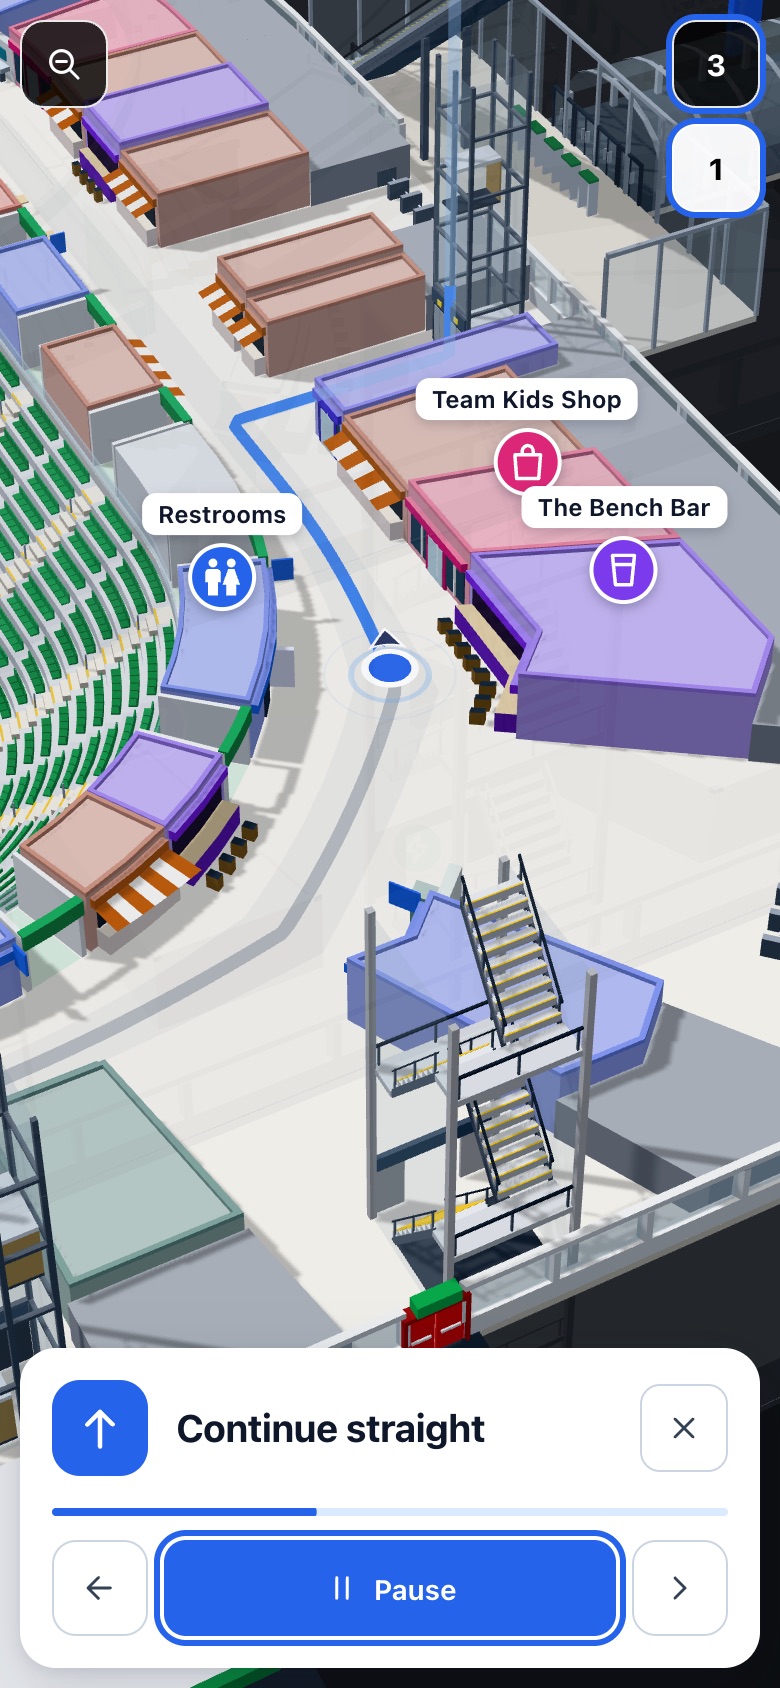 3
1
Team Kids Shop
The Bench Bar
Restrooms
Continue straight
Pause